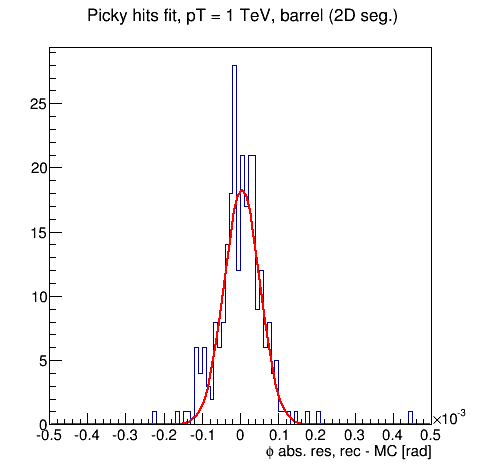 Picky hits fit, pT = 1 TeV, barrel (2D seg.)
25
20
15
10
5
0
-0.5 -0.4 -0.3 -0.2 -0.1 0 0.1 0.2 0.3 0.4 0.5
×10⁻³
ϕ abs. res, rec - MC [rad]